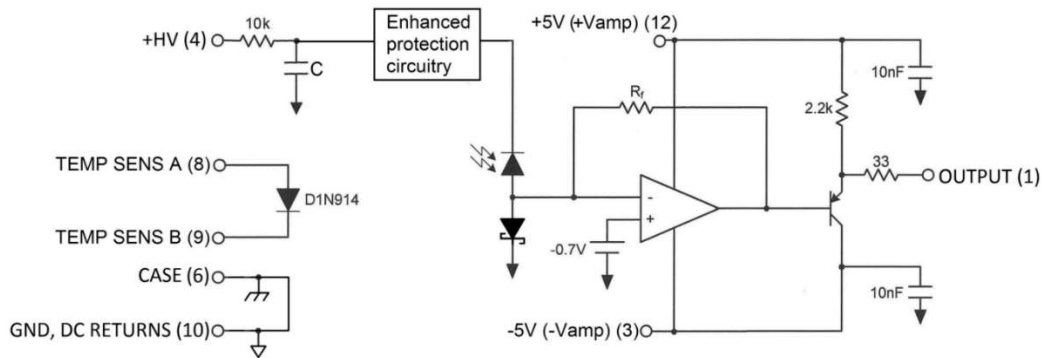 +HV (4)
10k
C
Enhanced
protection
circuitry
+5V (+Vamp) (12)
10nF
Rf
2.2k
TEMP SENS A (8)
D1N914
TEMP SENS B (9)
-
+
-0.7V
33
OUTPUT (1)
CASE (6)
10nF
GND, DC RETURNS (10)
-5V (-Vamp) (3)